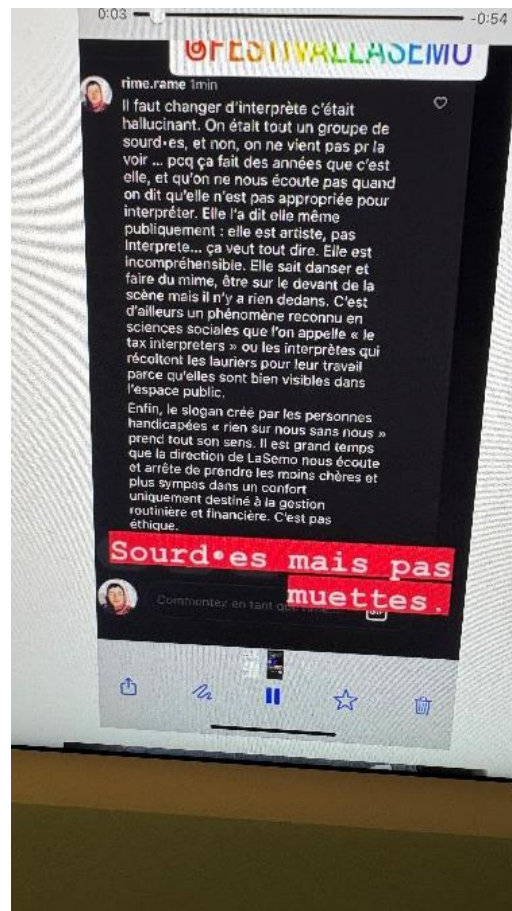 0:03
-0:54
@FESTIVALLASEMO
rime.rame 1min
Il faut changer d'interprète c'était
hallucinant. On était tout un groupe de
sourd·es, et non, on ne vient pas pr la
voir ... pcq ça fait des années que c'est
elle, et qu'on ne nous écoute pas quand
on dit qu'elle n'est pas appropriée pour
interpréter. Elle l'a dit elle même
publiquement : elle est artiste, pas
Interprete... ça veut tout dire. Elle est
incompréhensible. Elle sait danser et
faire du mime, être sur le devant de la
scène mais il n'y a rien dedans. C'est
d'ailleurs un phénomène reconnu en
sciences sociales que l'on appelle « le
tax interpreters » ou les interprètes qui
récoltent les lauriers pour leur travail
parce qu'elles sont bien visibles dans
l'espace public.
Enfin, le slogan créé par les personnes
handicapées « rien sur nous sans nous »
prend tout son sens. Il est grand temps
que la direction de LaSemo nous écoute
et arrête de prendre les moins chères et
plus sympas dans un confort
uniquement destiné à la gestion
routinière et financière. C'est pas
éthique.
Sourd•es mais pas
muettes.
Commentez en tant que
GIF